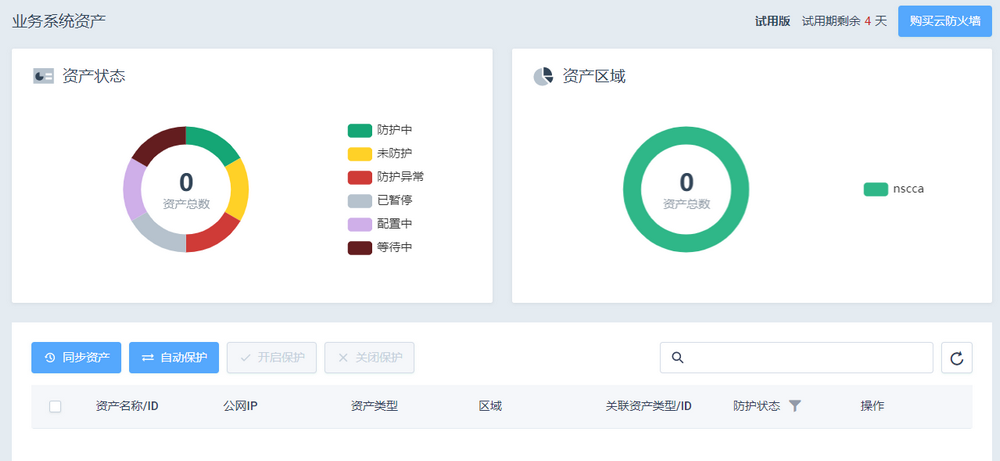 业务系统资产
试用版 试用期剩余 4 天 购买云防火墙
资产状态
0
资产总数
防护中
未防护
防护异常
已暂停
配置中
等待中
资产区域
0
资产总数
nscca
同步资产 自动保护 开启保护 关闭保护
资产名称/ID 公网IP 资产类型 区域 关联资产类型/ID 防护状态 操作